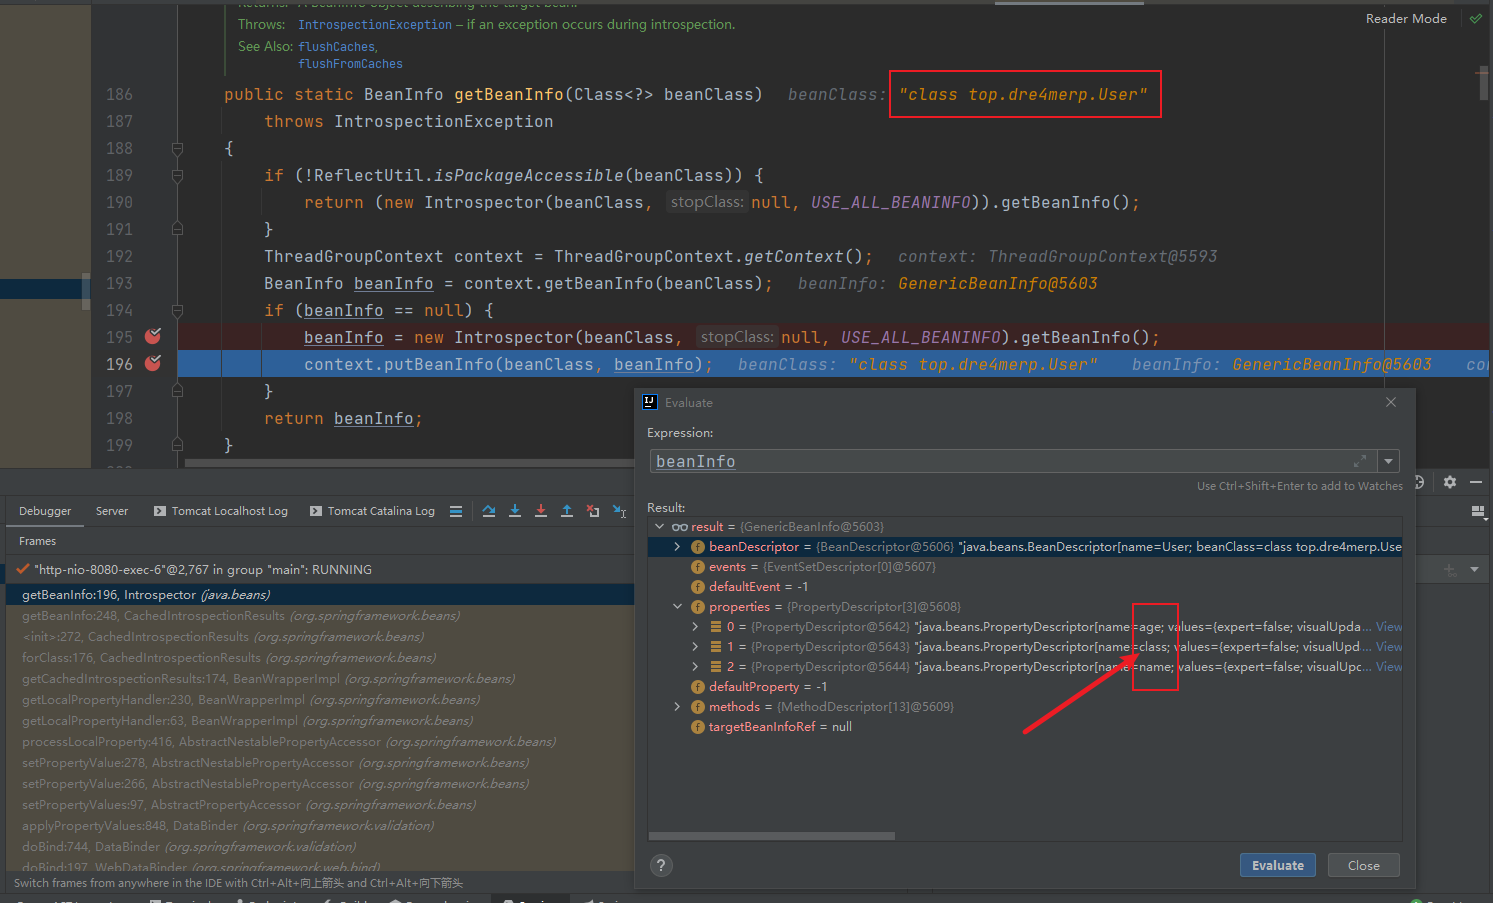 Returns: A BeanInfo object describing the target bean.
Throws: IntrospectionException – if an exception occurs during introspection.
See Also: flushCaches,
flushFromCaches
Reader Mode
186 public static BeanInfo getBeanInfo(Class<?> beanClass) beanClass: "class top.dre4merp.User"
187 throws IntrospectionException
188 {
189 if (!ReflectUtil.isPackageAccessible(beanClass)) {
190 return (new Introspector(beanClass, stopClass: null, USE_ALL_BEANINFO)).getBeanInfo();
191 }
192 ThreadGroupContext context = ThreadGroupContext.getContext(); context: ThreadGroupContext@5593
193 BeanInfo beanInfo = context.getBeanInfo(beanClass); beanInfo: GenericBeanInfo@5603
194 if (beanInfo == null) {
195 beanInfo = new Introspector(beanClass, stopClass: null, USE_ALL_BEANINFO).getBeanInfo();
196 context.putBeanInfo(beanClass, beanInfo); beanClass: "class top.dre4merp.User" beanInfo: GenericBeanInfo@5603 co
197 }
198 return beanInfo;
199 }
Debugger Server Tomcat Localhost Log Tomcat Catalina Log
Frames
"http-nio-8080-exec-6"@2,767 in group "main": RUNNING
getBeanInfo:196, Introspector (java.beans)
getBeanInfo:248, CachedIntrospectionResults (org.springframework.beans)
<init>:272, CachedIntrospectionResults (org.springframework.beans)
forClass:176, CachedIntrospectionResults (org.springframework.beans)
getCachedIntrospectionResults:174, BeanWrapperImpl (org.springframework.beans)
getLocalPropertyHandler:230, BeanWrapperImpl (org.springframework.beans)
getLocalPropertyHandler:63, BeanWrapperImpl (org.springframework.beans)
processLocalProperty:416, AbstractNestablePropertyAccessor (org.springframework.beans)
setPropertyValue:278, AbstractNestablePropertyAccessor (org.springframework.beans)
setPropertyValue:266, AbstractNestablePropertyAccessor (org.springframework.beans)
setPropertyValues:97, AbstractPropertyAccessor (org.springframework.beans)
applyPropertyValues:848, DataBinder (org.springframework.validation)
doBind:744, DataBinder (org.springframework.validation)
doBind:197, WebDataBinder (org.springframework.web.bind)
Switch frames from anywhere in the IDE with Ctrl+Alt+向上箭头 and Ctrl+Alt+向下箭头
Evaluate
Expression:
beanInfo
Use Ctrl+Shift+Enter to add to Watches
Result:
result = {GenericBeanInfo@5603}
beanDescriptor = {BeanDescriptor@5606} "java.beans.BeanDescriptor[name=User; beanClass=class top.dre4merp.Use
events = {EventSetDescriptor[0]@5607}
defaultEvent = -1
properties = {PropertyDescriptor[3]@5608}
0 = {PropertyDescriptor@5642} "java.beans.PropertyDescriptor[name=age; values={expert=false; visualUpda... View
1 = {PropertyDescriptor@5643} "java.beans.PropertyDescriptor[name=class; values={expert=false; visualUpd... View
2 = {PropertyDescriptor@5644} "java.beans.PropertyDescriptor[name=name; values={expert=false; visualUpc... View
defaultProperty = -1
methods = {MethodDescriptor[13]@5609}
targetBeanInfoRef = null
? Evaluate Close